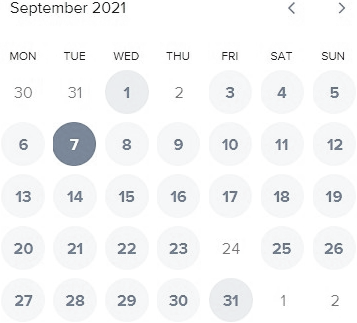 September 2021
MON TUE WED THU FRI SAT SUN
30 31 1 2 3 4 5
6 7 8 9 10 11 12
13 14 15 16 17 18 19
20 21 22 23 24 25 26
27 28 29 30 31 1 2